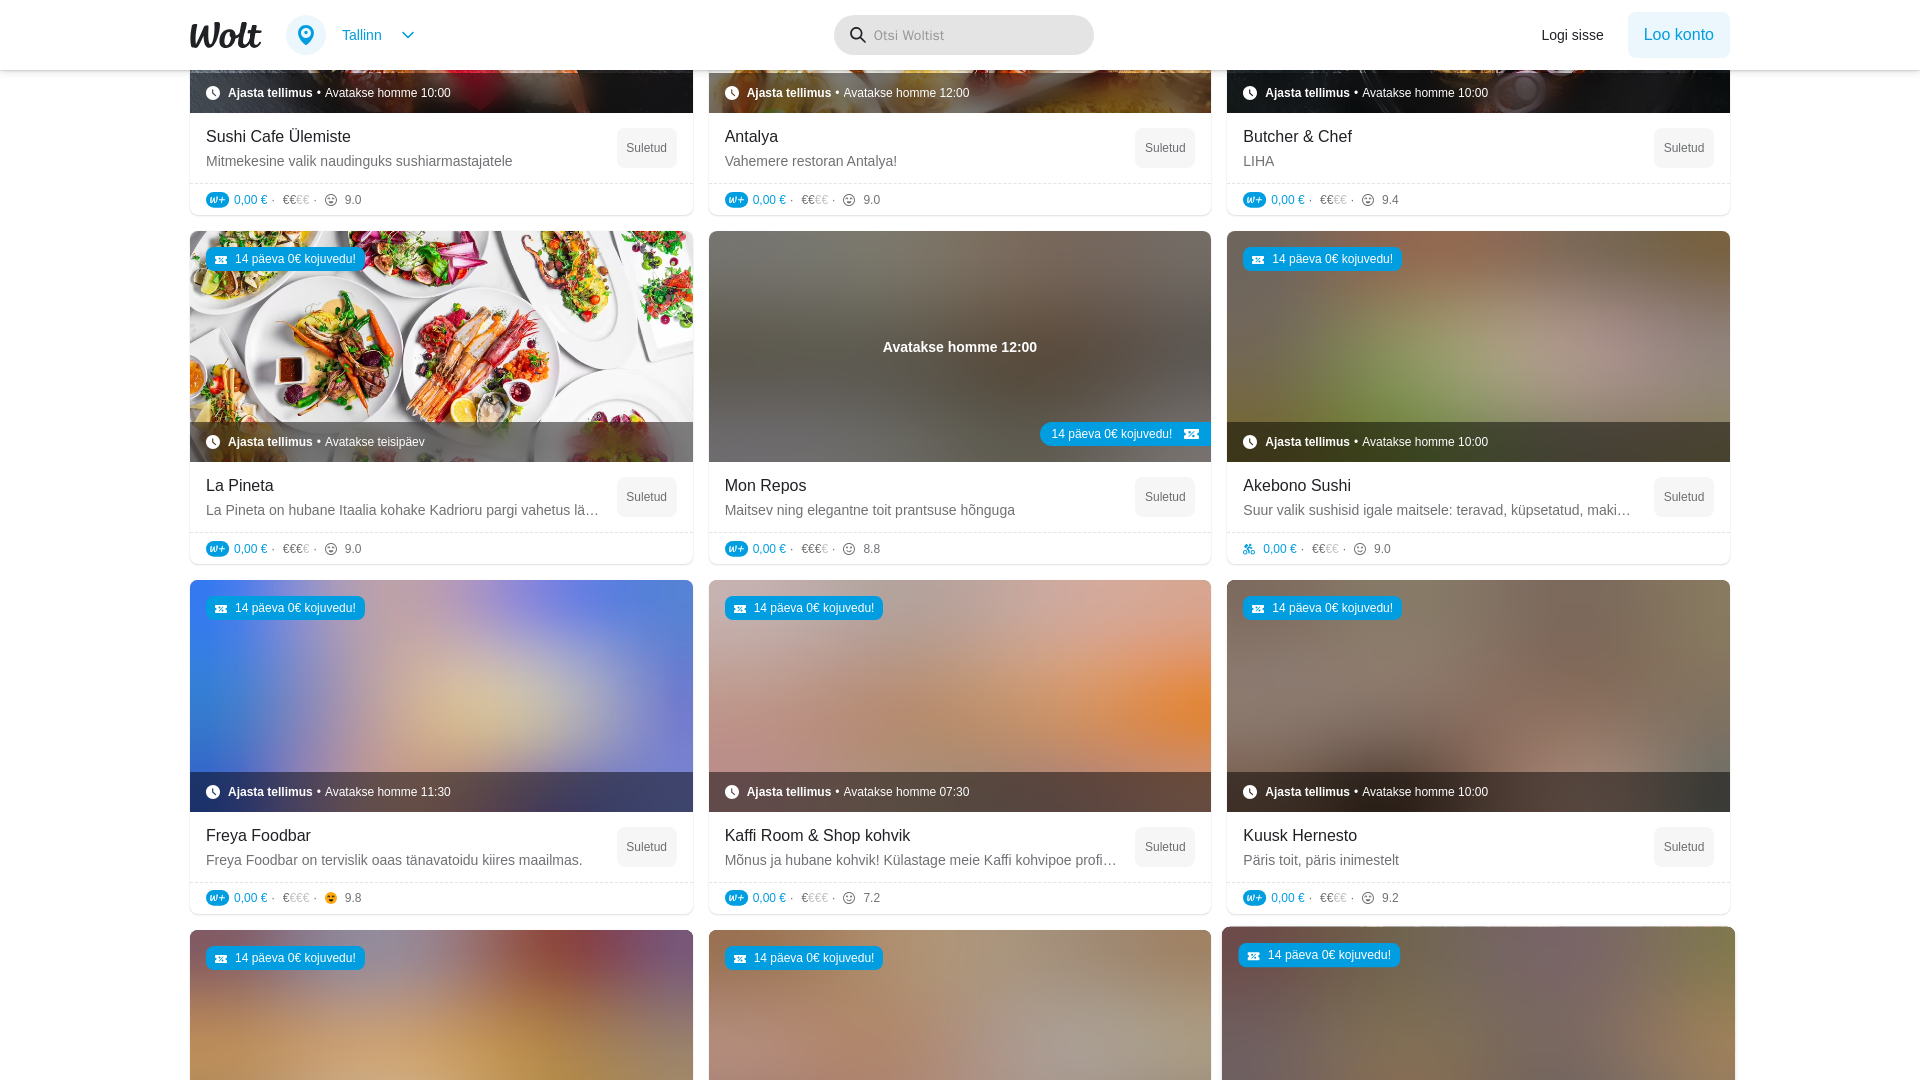 Wolt
Tallinn
Otsi Woltist
Logi sisse
Loo konto
Ajasta tellimus • Avatakse homme 10:00
Ajasta tellimus • Avatakse homme 12:00
Ajasta tellimus • Avatakse homme 10:00
Sushi Cafe Ülemiste
Mitmekesine valik naudinguks sushiarmastajatele
Suletud
Antalya
Vahemere restoran Antalya!
Suletud
Butcher & Chef
LIHA
Suletud
W+ 0,00 € · €€€€ · 9.0
W+ 0,00 € · €€€€ · 9.0
W+ 0,00 € · €€€€ · 9.4
14 päeva 0€ kojuvedu!
Ajasta tellimus • Avatakse teisipäev
Avatakse homme 12:00
14 päeva 0€ kojuvedu!
14 päeva 0€ kojuvedu!
Ajasta tellimus • Avatakse homme 10:00
La Pineta
La Pineta on hubane Itaalia kohake Kadrioru pargi vahetus lä…
Suletud
Mon Repos
Maitsev ning elegantne toit prantsuse hõnguga
Suletud
Akebono Sushi
Suur valik sushisid igale maitsele: teravad, küpsetatud, maki…
Suletud
W+ 0,00 € · €€€€ · 9.0
W+ 0,00 € · €€€€ · 8.8
0,00 € · €€€€ · 9.0
14 päeva 0€ kojuvedu!
Ajasta tellimus • Avatakse homme 11:30
14 päeva 0€ kojuvedu!
Ajasta tellimus • Avatakse homme 07:30
14 päeva 0€ kojuvedu!
Ajasta tellimus • Avatakse homme 10:00
Freya Foodbar
Freya Foodbar on tervislik oaas tänavatoidu kiires maailmas.
Suletud
Kaffi Room & Shop kohvik
Mõnus ja hubane kohvik! Külastage meie Kaffi kohvipoe profi…
Suletud
Kuusk Hernesto
Päris toit, päris inimestelt
Suletud
W+ 0,00 € · €€€€ · 9.8
W+ 0,00 € · €€€€ · 7.2
W+ 0,00 € · €€€€ · 9.2
14 päeva 0€ kojuvedu!
14 päeva 0€ kojuvedu!
14 päeva 0€ kojuvedu!